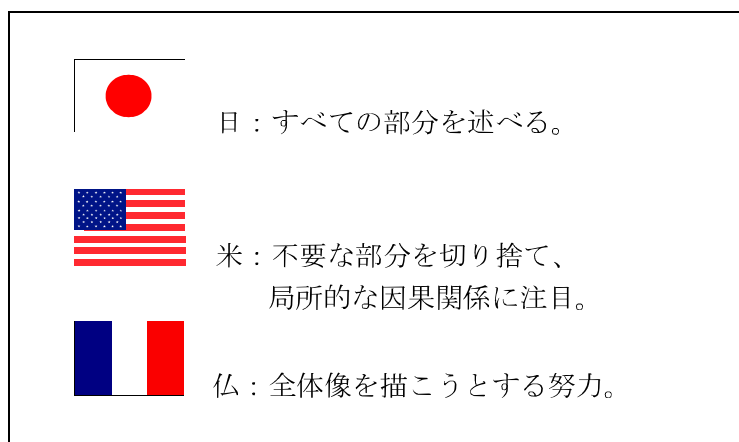 日：すべての部分を述べる。
米：不要な部分を切り捨て、
局所的な因果関係に注目。
仏：全体像を描こうとする努力。